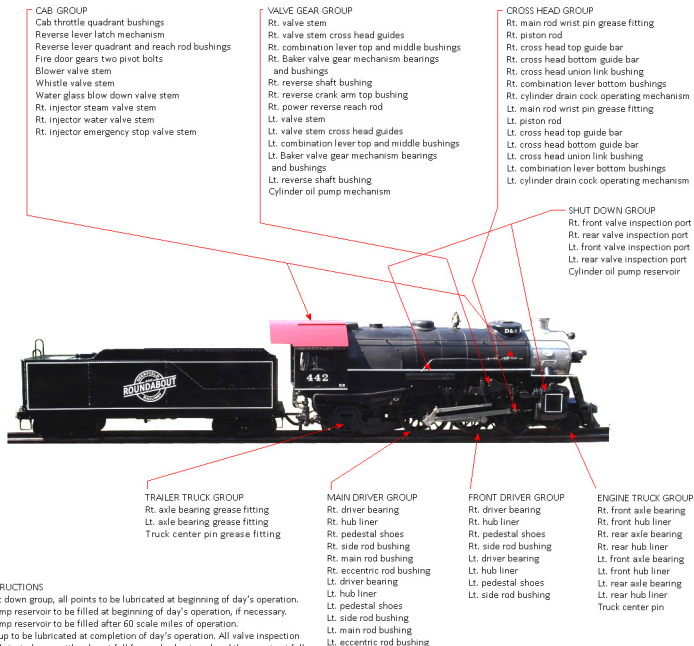 CAB GROUP
Cab throttle quadrant bushings
Reverse lever latch mechanism
Reverse lever quadrant and reach rod bushings
Fire door gears two pivot bolts
Blower valve stem
Whistle valve stem
Water glass blow down valve stem
Rt. injector steam valve stem
Rt. injector water valve stem
Rt. injector emergency stop valve stem
VALVE GEAR GROUP
Rt. valve stem
Rt. valve stem cross head guides
Rt. combination lever top and middle bushings
Rt. Baker valve gear mechanism bearings
and bushings
Rt. reverse shaft bushing
Rt. reverse crank arm top bushing
Rt. power reverse reach rod
Lt. valve stem
Lt. valve stem cross head guides
Lt. combination lever top and middle bushings
Lt. Baker valve gear mechanism bearings
and bushings
Lt. reverse shaft bushing
Cylinder oil pump mechanism
CROSS HEAD GROUP
Rt. main rod wrist pin grease fitting
Rt. piston rod
Rt. cross head top guide bar
Rt. cross head bottom guide bar
Rt. cross head union link bushing
Rt. combination lever bottom bushings
Rt. cylinder drain cock operating mechanism
Lt. main rod wrist pin grease fitting
Lt. piston rod
Lt. cross head top guide bar
Lt. cross head bottom guide bar
Lt. cross head union link bushing
Lt. combination lever bottom bushings
Lt. cylinder drain cock operating mechanism
SHUT DOWN GROUP
Rt. front valve inspection port
Rt. rear valve inspection port
Lt. front valve inspection port
Lt. rear valve inspection port
Cylinder oil pump reservoir
ROUNDABOUT
442
TRAILER TRUCK GROUP
Rt. axle bearing grease fitting
Lt. axle bearing grease fitting
Truck center pin grease fitting
MAIN DRIVER GROUP
Rt. driver bearing
Rt. hub liner
Rt. pedestal shoes
Rt. side rod bushing
Rt. main rod bushing
Rt. eccentric rod bushing
Lt. driver bearing
Lt. hub liner
Lt. pedestal shoes
Lt. side rod bushing
Lt. main rod bushing
Lt. eccentric rod bushing
FRONT DRIVER GROUP
Rt. driver bearing
Rt. hub liner
Rt. pedestal shoes
Rt. side rod bushing
Lt. driver bearing
Lt. hub liner
Lt. pedestal shoes
Lt. side rod bushing
ENGINE TRUCK GROUP
Rt. front axle bearing
Rt. front hub liner
Rt. rear axle bearing
Rt. rear hub liner
Lt. front axle bearing
Lt. front hub liner
Lt. rear axle bearing
Lt. rear hub liner
Truck center pin
RUCTIONS
t down group, all points to be lubricated at beginning of day's operation.
mp reservoir to be filled at beginning of day's operation, if necessary.
mp reservoir to be filled after 60 scale miles of operation.
up to be lubricated at completion of day's operation. All valve inspection